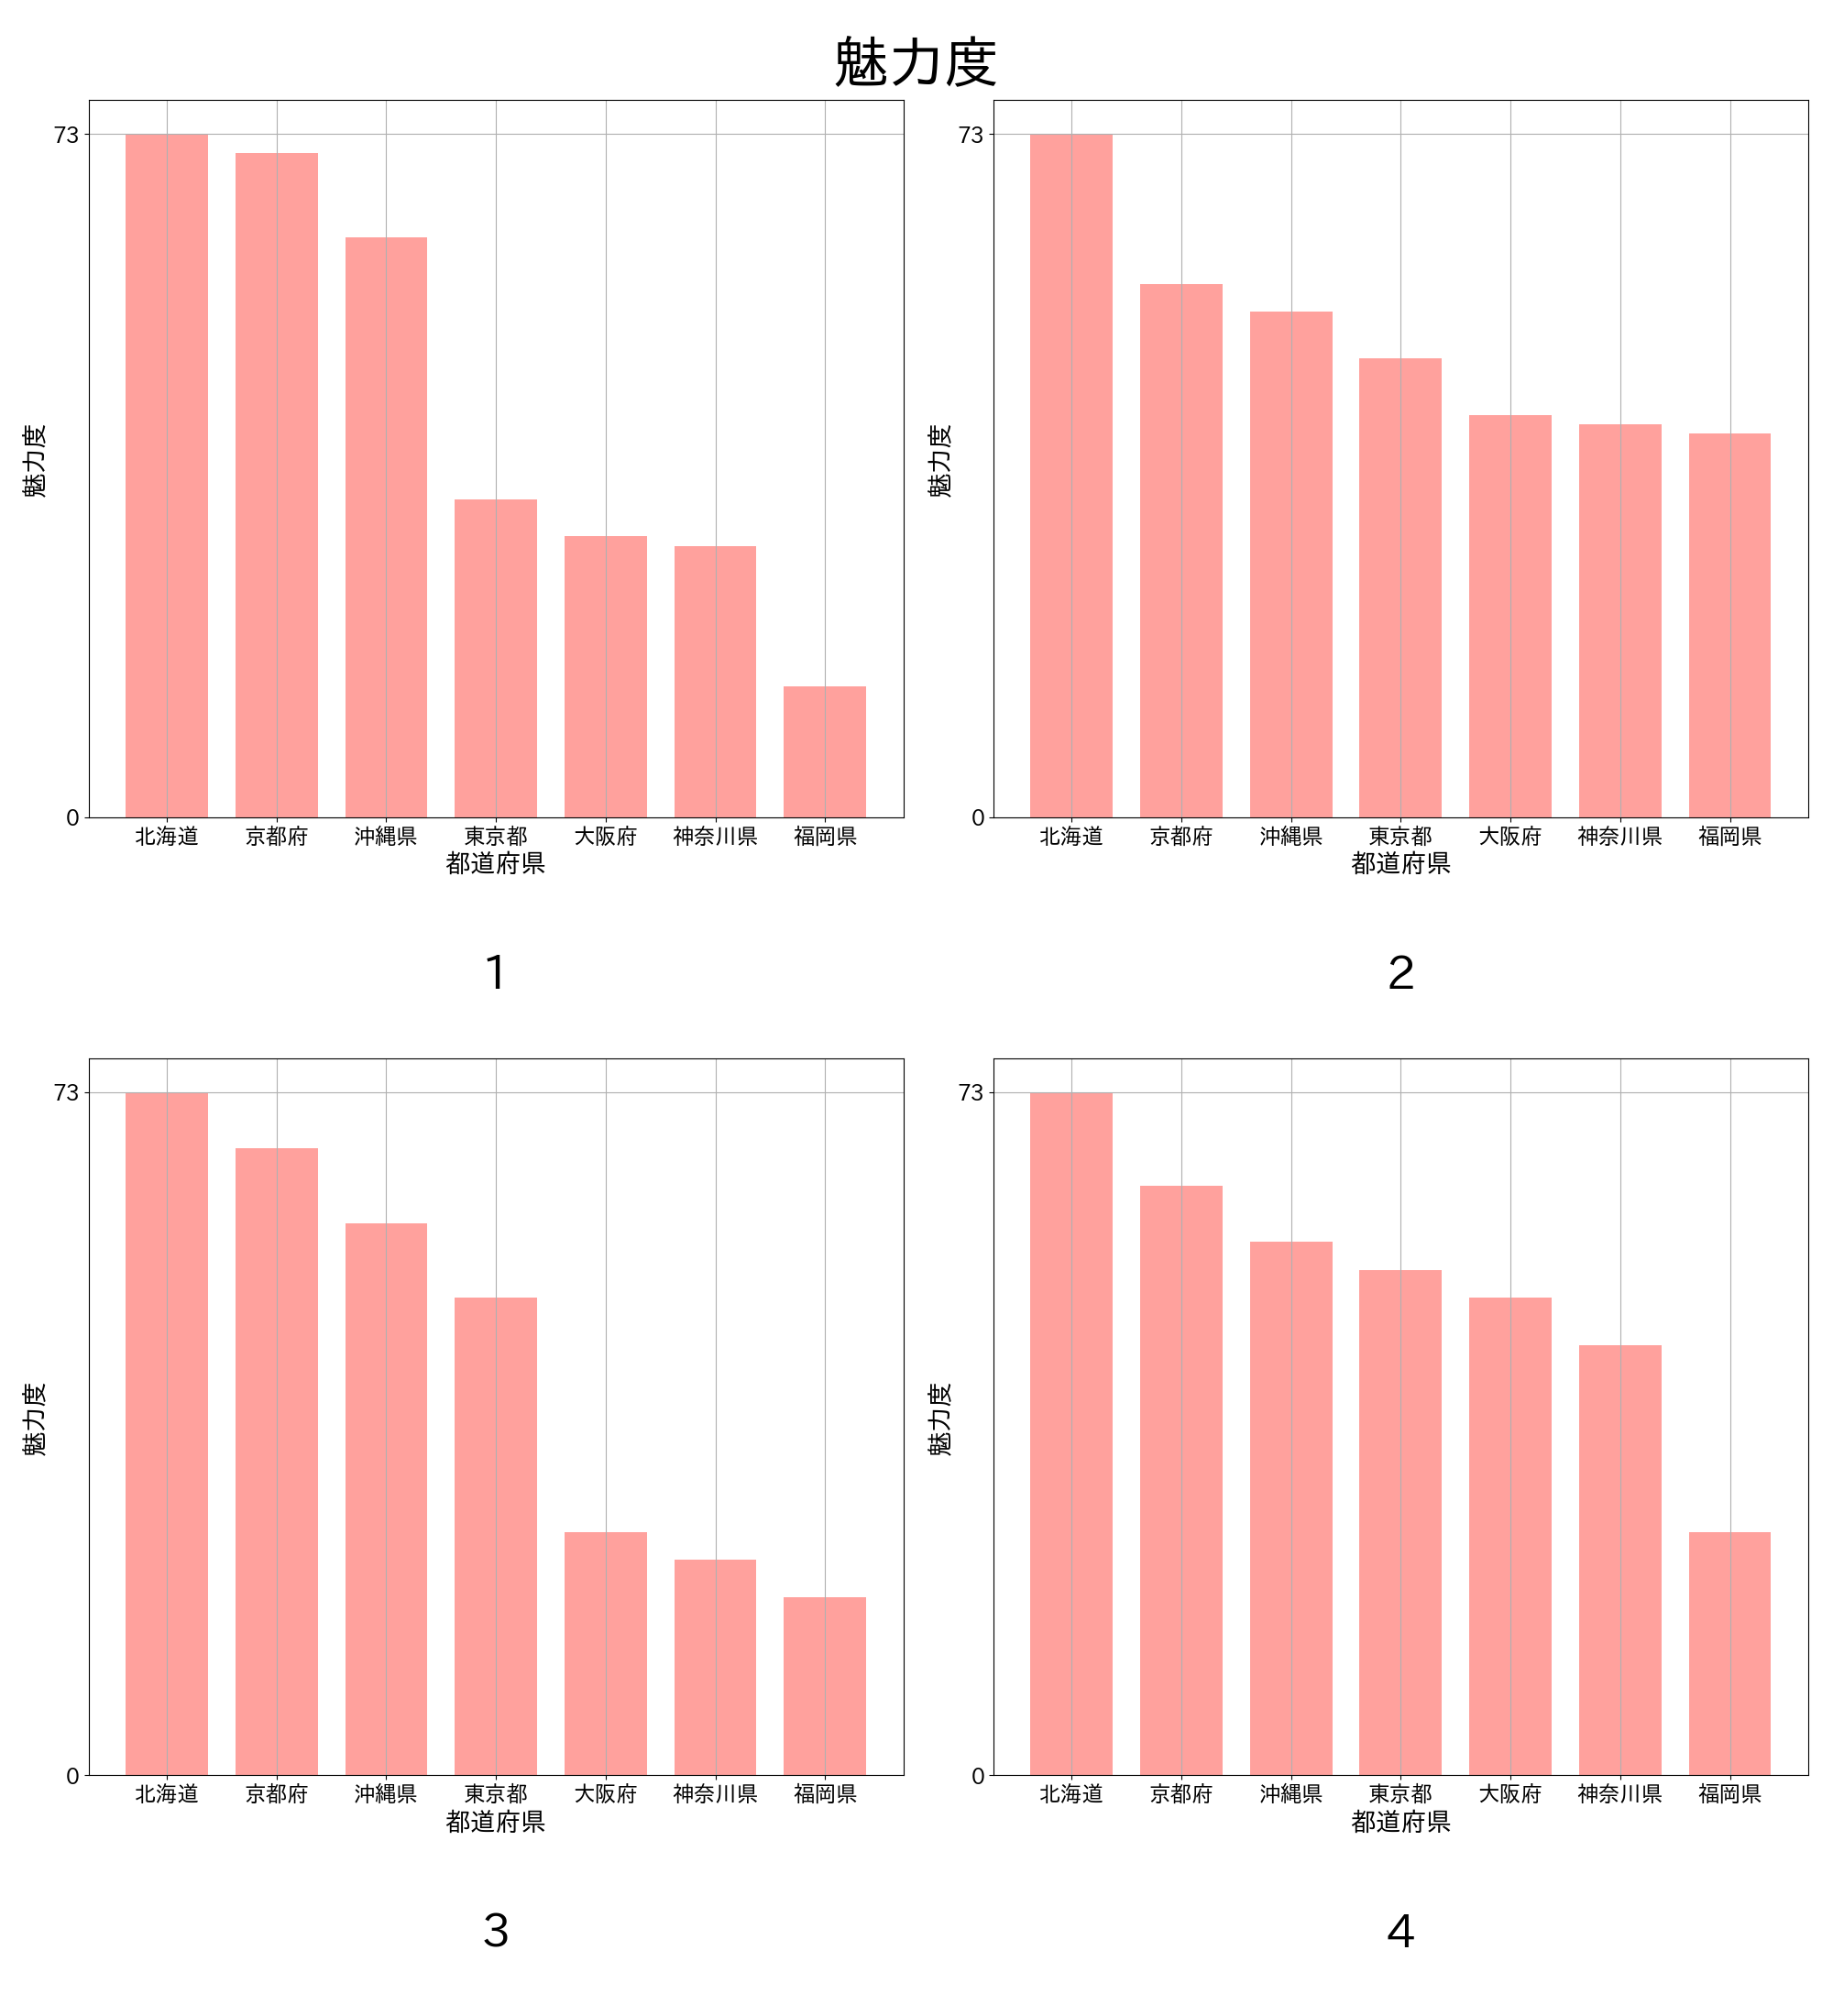 魅力度
73
0
魅力度
北海道 京都府 沖縄県 東京都 大阪府 神奈川県 福岡県
都道府県
1
73
0
魅力度
北海道 京都府 沖縄県 東京都 大阪府 神奈川県 福岡県
都道府県
2
73
0
魅力度
北海道 京都府 沖縄県 東京都 大阪府 神奈川県 福岡県
都道府県
3
73
0
魅力度
北海道 京都府 沖縄県 東京都 大阪府 神奈川県 福岡県
都道府県
4